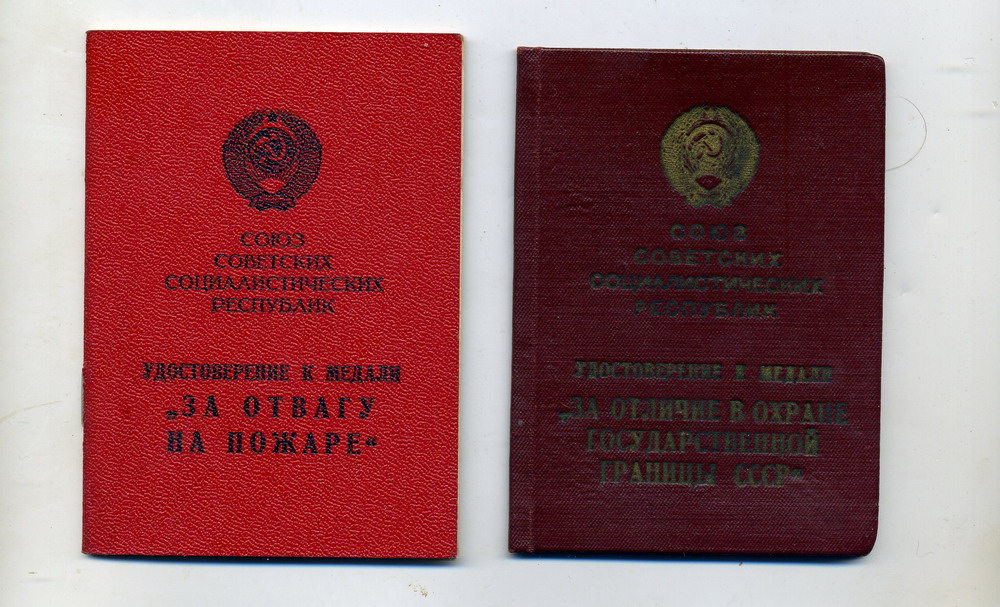 СОЮЗ
СОВЕТСКИХ
СОЦИАЛИСТИЧЕСКИХ
РЕСПУБЛИК
УДОСТОВЕРЕНИЕ К МЕДАЛИ
„ЗА ОТВАГУ
НА ПОЖАРЕ“
СОЮЗ
СОВЕТСКИХ
СОЦИАЛИСТИЧЕСКИХ
РЕСПУБЛИК
УДОСТОВЕРЕНИЕ К МЕДАЛИ
„ЗА ОТЛИЧИЕ В ОХРАНЕ
ГОСУДАРСТВЕННОЙ
ГРАНИЦЫ СССР“